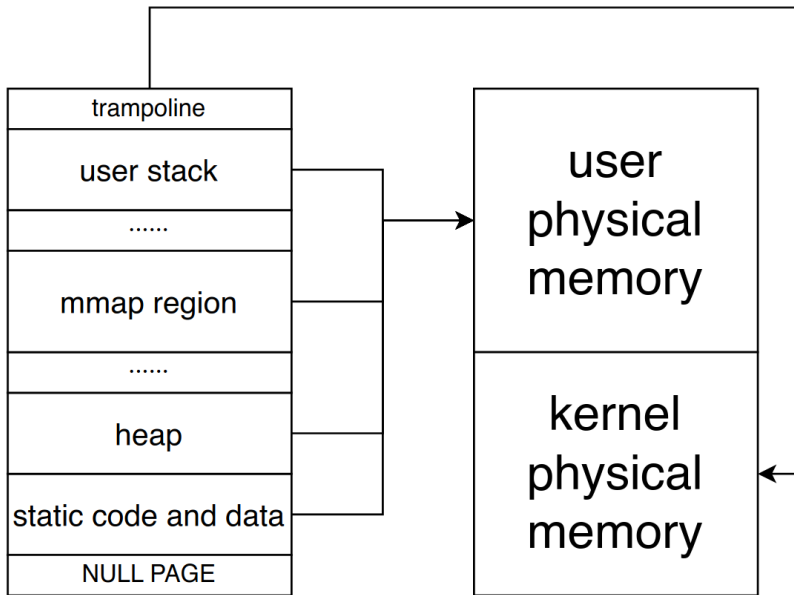 trampoline
user stack
......
mmap region
......
heap
static code and data
NULL PAGE
user
physical
memory
kernel
physical
memory